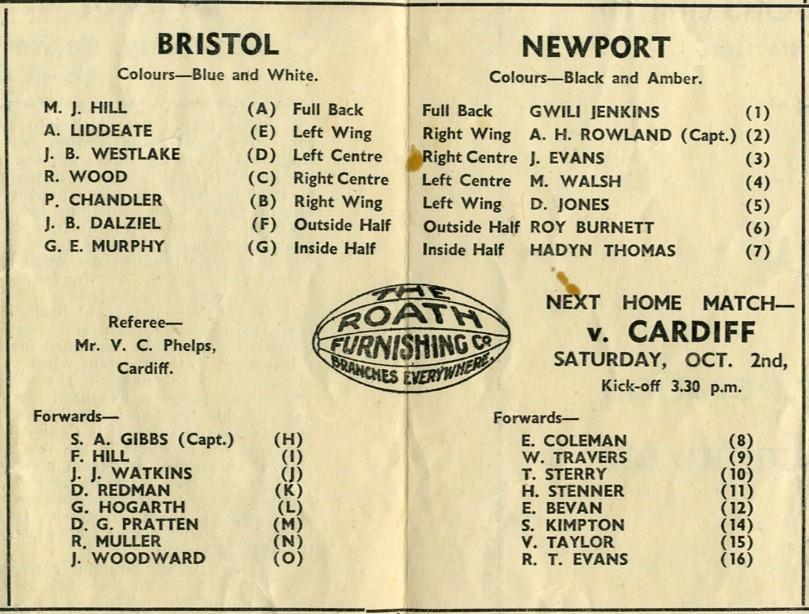 BRISTOL
Colours—Blue and White.
M. J. HILL (A) Full Back
A. LIDDEATE (E) Left Wing
J. B. WESTLAKE (D) Left Centre
R. WOOD (C) Right Centre
P. CHANDLER (B) Right Wing
J. B. DALZIEL (F) Outside Half
G. E. MURPHY (G) Inside Half
Referee—
Mr. V. C. Phelps,
Cardiff.
Forwards—
S. A. GIBBS (Capt.) (H)
F. HILL (I)
J. J. WATKINS (J)
D. REDMAN (K)
G. HOGARTH (L)
D. G. PRATTEN (M)
R. MULLER (N)
J. WOODWARD (O)
THE
ROATH
FURNISHING Co
BRANCHES EVERYWHERE.
NEWPORT
Colours—Black and Amber.
Full Back GWILI JENKINS (1)
Right Wing A. H. ROWLAND (Capt.) (2)
Right Centre J. EVANS (3)
Left Centre M. WALSH (4)
Left Wing D. JONES (5)
Outside Half ROY BURNETT (6)
Inside Half HADYN THOMAS (7)
NEXT HOME MATCH—
v. CARDIFF
SATURDAY, OCT. 2nd,
Kick-off 3.30 p.m.
Forwards—
E. COLEMAN (8)
W. TRAVERS (9)
T. STERRY (10)
H. STENNER (11)
E. BEVAN (12)
S. KIMPTON (14)
V. TAYLOR (15)
R. T. EVANS (16)